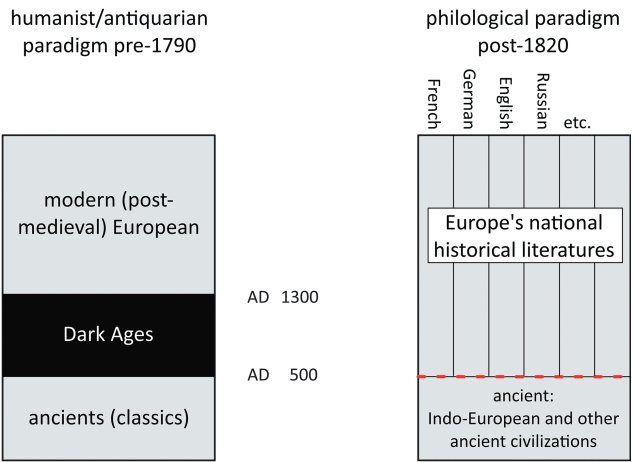 humanist/antiquarian
paradigm pre-1790
modern (post-
medieval) European
Dark Ages
ancients (classics)
AD 1300
AD 500
philological paradigm
post-1820
French
German
English
Russian
etc.
Europe's national
historical literatures
ancient:
Indo-European and other
ancient civilizations